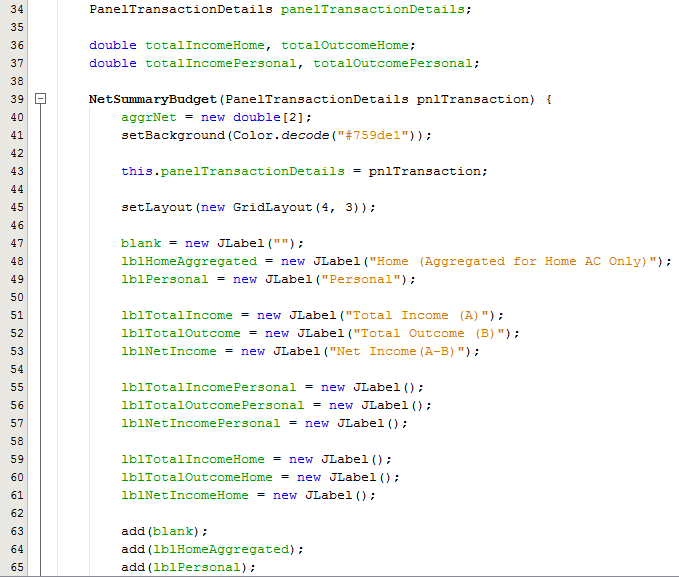 34 PanelTransactionDetails panelTransactionDetails;
35
36 double totalIncomeHome, totalOutcomeHome;
37 double totalIncomePersonal, totalOutcomePersonal;
38
39 NetSummaryBudget(PanelTransactionDetails pnlTransaction) {
40 aggrNet = new double[2];
41 setBackground(Color.decode("#759de1"));
42
43 this.panelTransactionDetails = pnlTransaction;
44
45 setLayout(new GridLayout(4, 3));
46
47 blank = new JLabel("");
48 lblHomeAggregated = new JLabel("Home (Aggregated for Home AC Only)");
49 lblPersonal = new JLabel("Personal");
50
51 lblTotalIncome = new JLabel("Total Income (A)");
52 lblTotalOutcome = new JLabel("Total Outcome (B)");
53 lblNetIncome = new JLabel("Net Income(A-B)");
54
55 lblTotalIncomePersonal = new JLabel();
56 lblTotalOutcomePersonal = new JLabel();
57 lblNetIncomePersonal = new JLabel();
58
59 lblTotalIncomeHome = new JLabel();
60 lblTotalOutcomeHome = new JLabel();
61 lblNetIncomeHome = new JLabel();
62
63 add(blank);
64 add(lblHomeAggregated);
65 add(lblPersonal);